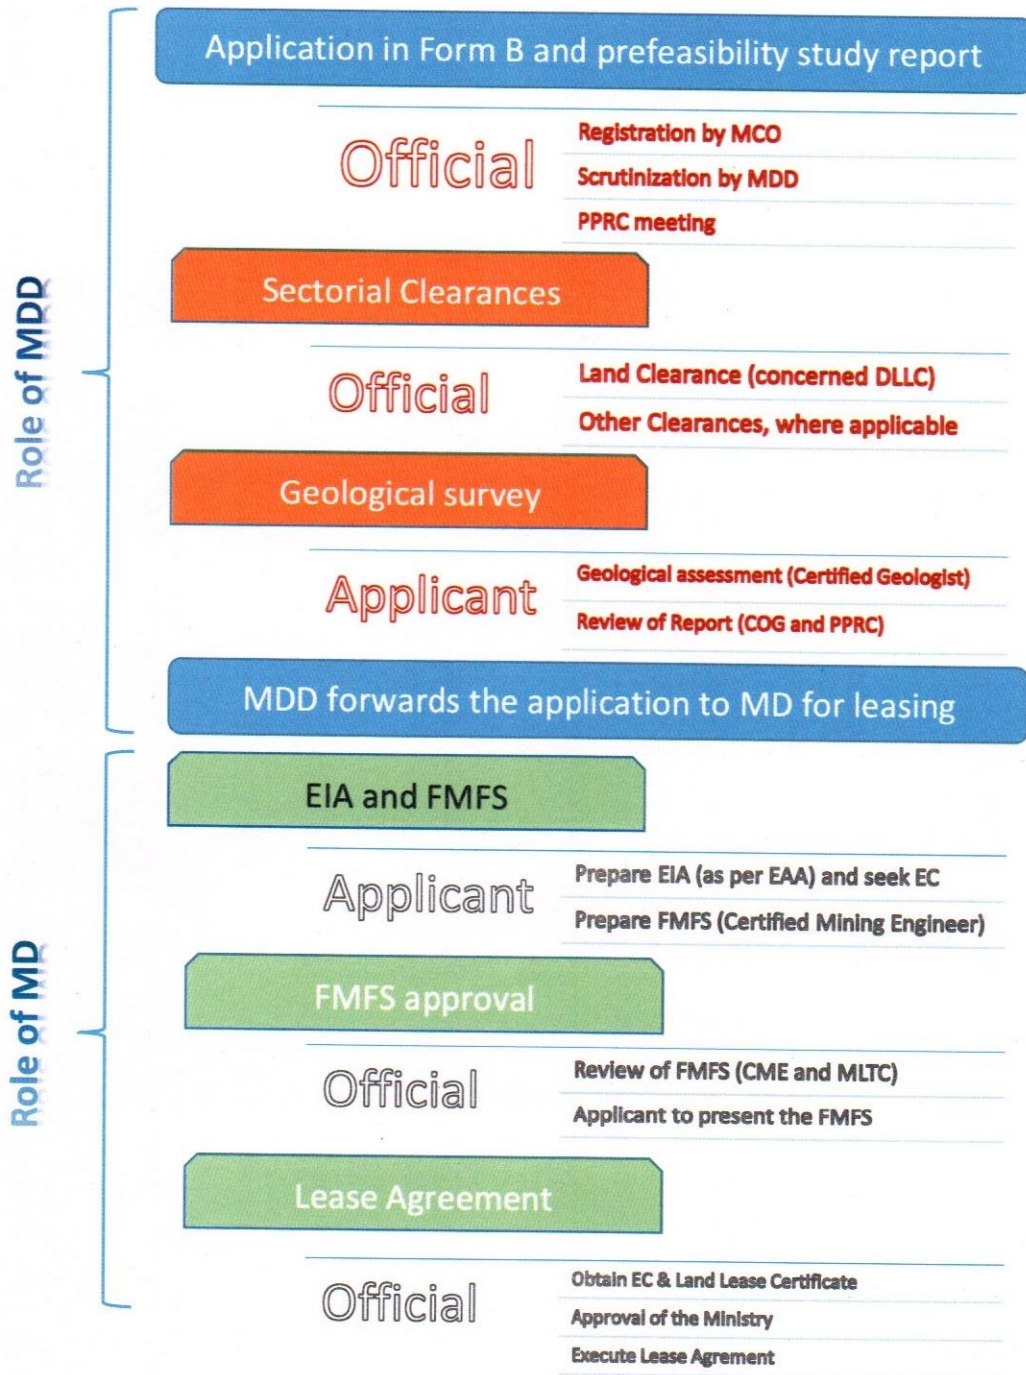 Application in Form B and prefeasibility study report
Official
Registration by MCO
Scrutinization by MDD
PPRC meeting
Sectorial Clearances
Official
Land Clearance (concerned DLLC)
Other Clearances, where applicable
Geological survey
Applicant
Geological assessment (Certified Geologist)
Review of Report (COG and PPRC)
MDD forwards the application to MD for leasing
Role of MDD
EIA and FMFS
Applicant
Prepare EIA (as per EAA) and seek EC
Prepare FMFS (Certified Mining Engineer)
FMFS approval
Official
Review of FMFS (CME and MLTC)
Applicant to present the FMFS
Lease Agreement
Official
Obtain EC & Land Lease Certificate
Approval of the Ministry
Execute Lease Agrement
Role of MD